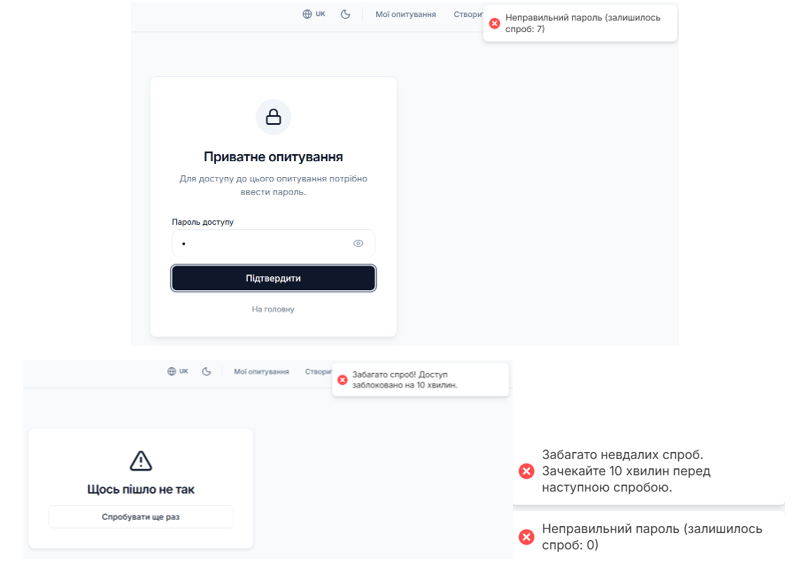 UK
Мої опитування
Неправильний пароль (залишилось
спроб: 7)
Приватне опитування
Для доступу до цього опитування потрібно
ввести пароль.
Пароль доступу
Підтвердити
На головну
UK
Мої опитування
Забагато спроб! Доступ
заблоковано на 10 хвилин.
Щось пішло не так
Спробувати ще раз
Забагато невдалих спроб.
Зачекайте 10 хвилин перед
наступною спробою.
Неправильний пароль (залишилось
спроб: 0)